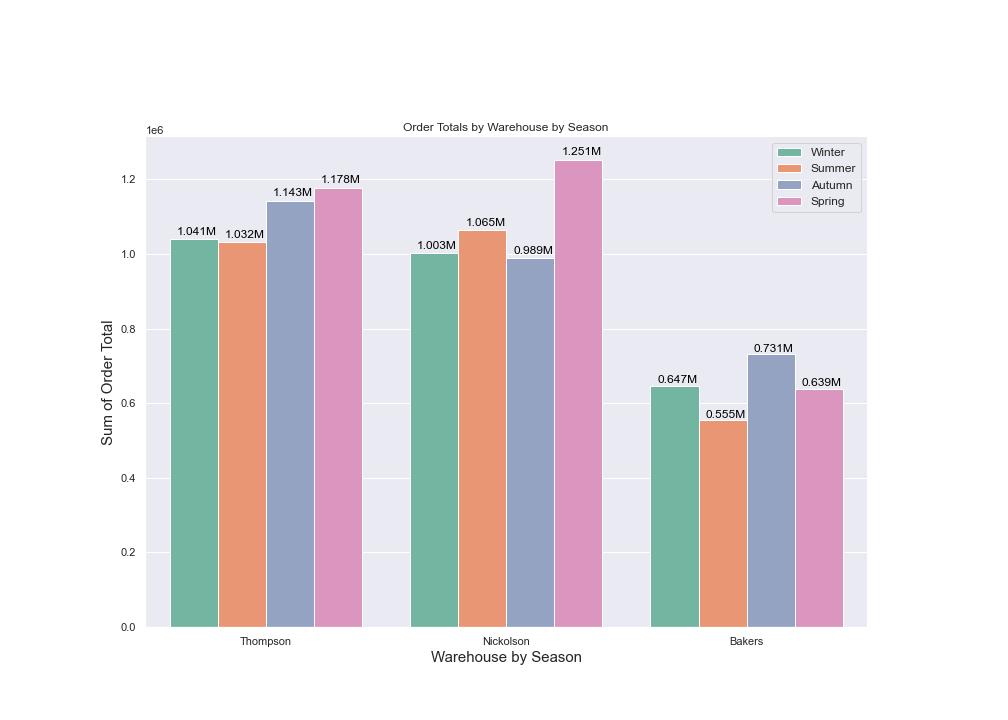 Order Totals by Warehouse by Season
1e6
Winter
Summer
Autumn
Spring
1.251M
1.178M
1.143M
1.065M
1.041M
1.032M
1.003M
0.989M
0.731M
0.647M
0.639M
0.555M
1.2
1.0
0.8
0.6
0.4
0.2
0.0
Sum of Order Total
Thompson
Nickolson
Bakers
Warehouse by Season